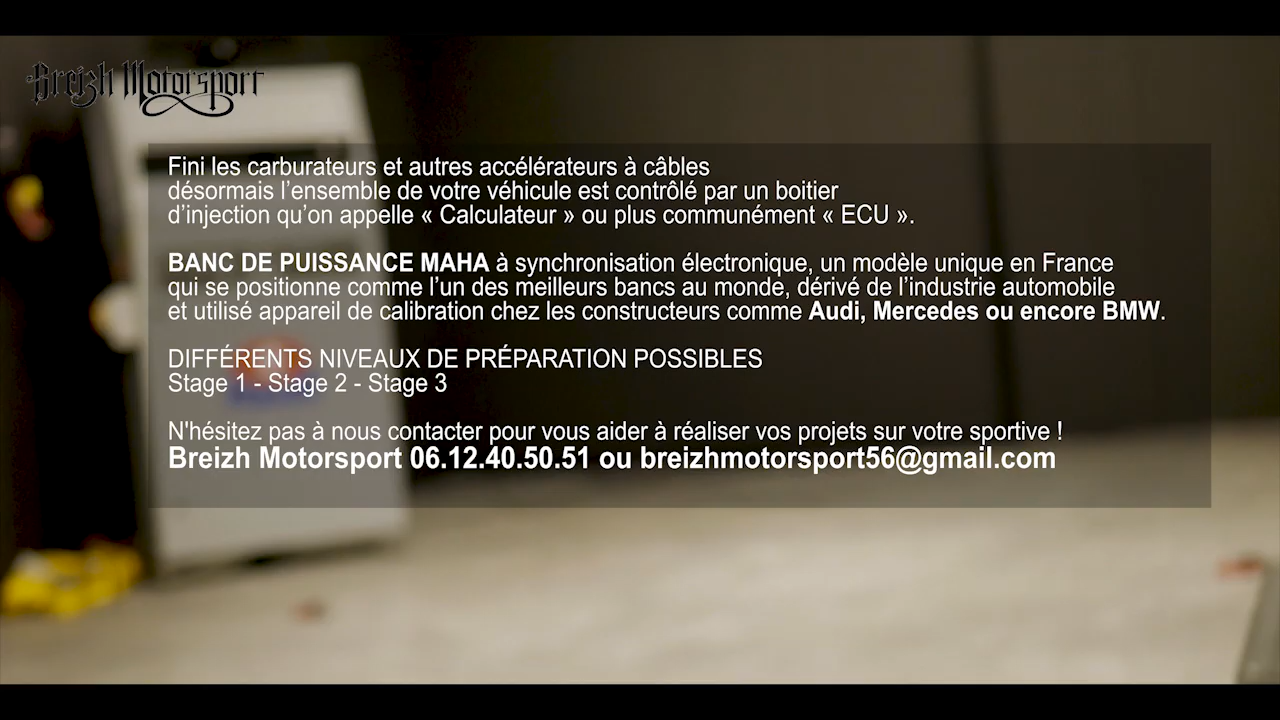 Breizh Motorsport
Fini les carburateurs et autres accélérateurs à câbles
désormais l’ensemble de votre véhicule est contrôlé par un boitier
d’injection qu’on appelle « Calculateur » ou plus communément « ECU ».
BANC DE PUISSANCE MAHA à synchronisation électronique, un modèle unique en France
qui se positionne comme l’un des meilleurs bancs au monde, dérivé de l’industrie automobile
et utilisé appareil de calibration chez les constructeurs comme Audi, Mercedes ou encore BMW.
DIFFÉRENTS NIVEAUX DE PRÉPARATION POSSIBLES
Stage 1 - Stage 2 - Stage 3
N'hésitez pas à nous contacter pour vous aider à réaliser vos projets sur votre sportive !
Breizh Motorsport 06.12.40.50.51 ou breizhmotorsport56@gmail.com